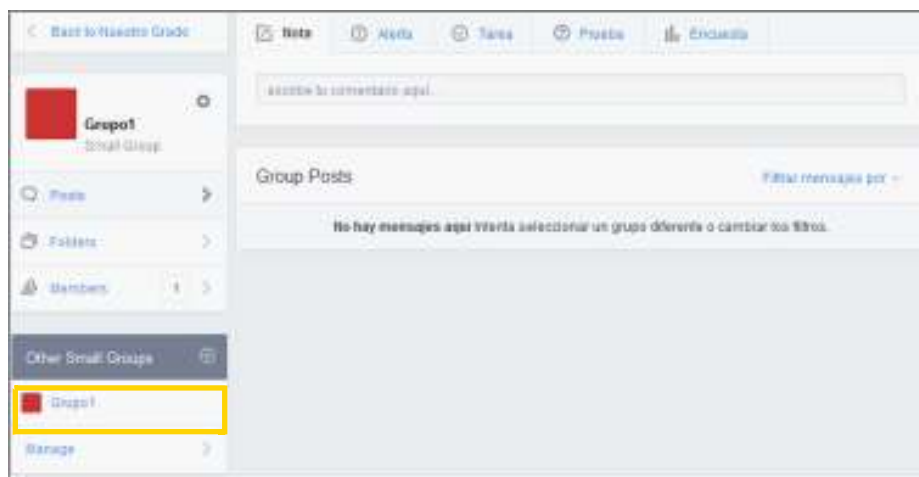 Back to Nuestro Grado
Grupo1
Small Group
Posts
Folders
Members 1
Other Small Groups
Grupo1
Manage
Nota Alerta Tarea Prueba Encuesta
escribe tu comentario aquí...
Group Posts
Filtrar mensajes por
No hay mensajes aquí Intenta seleccionar un grupo diferente o cambiar los filtros.